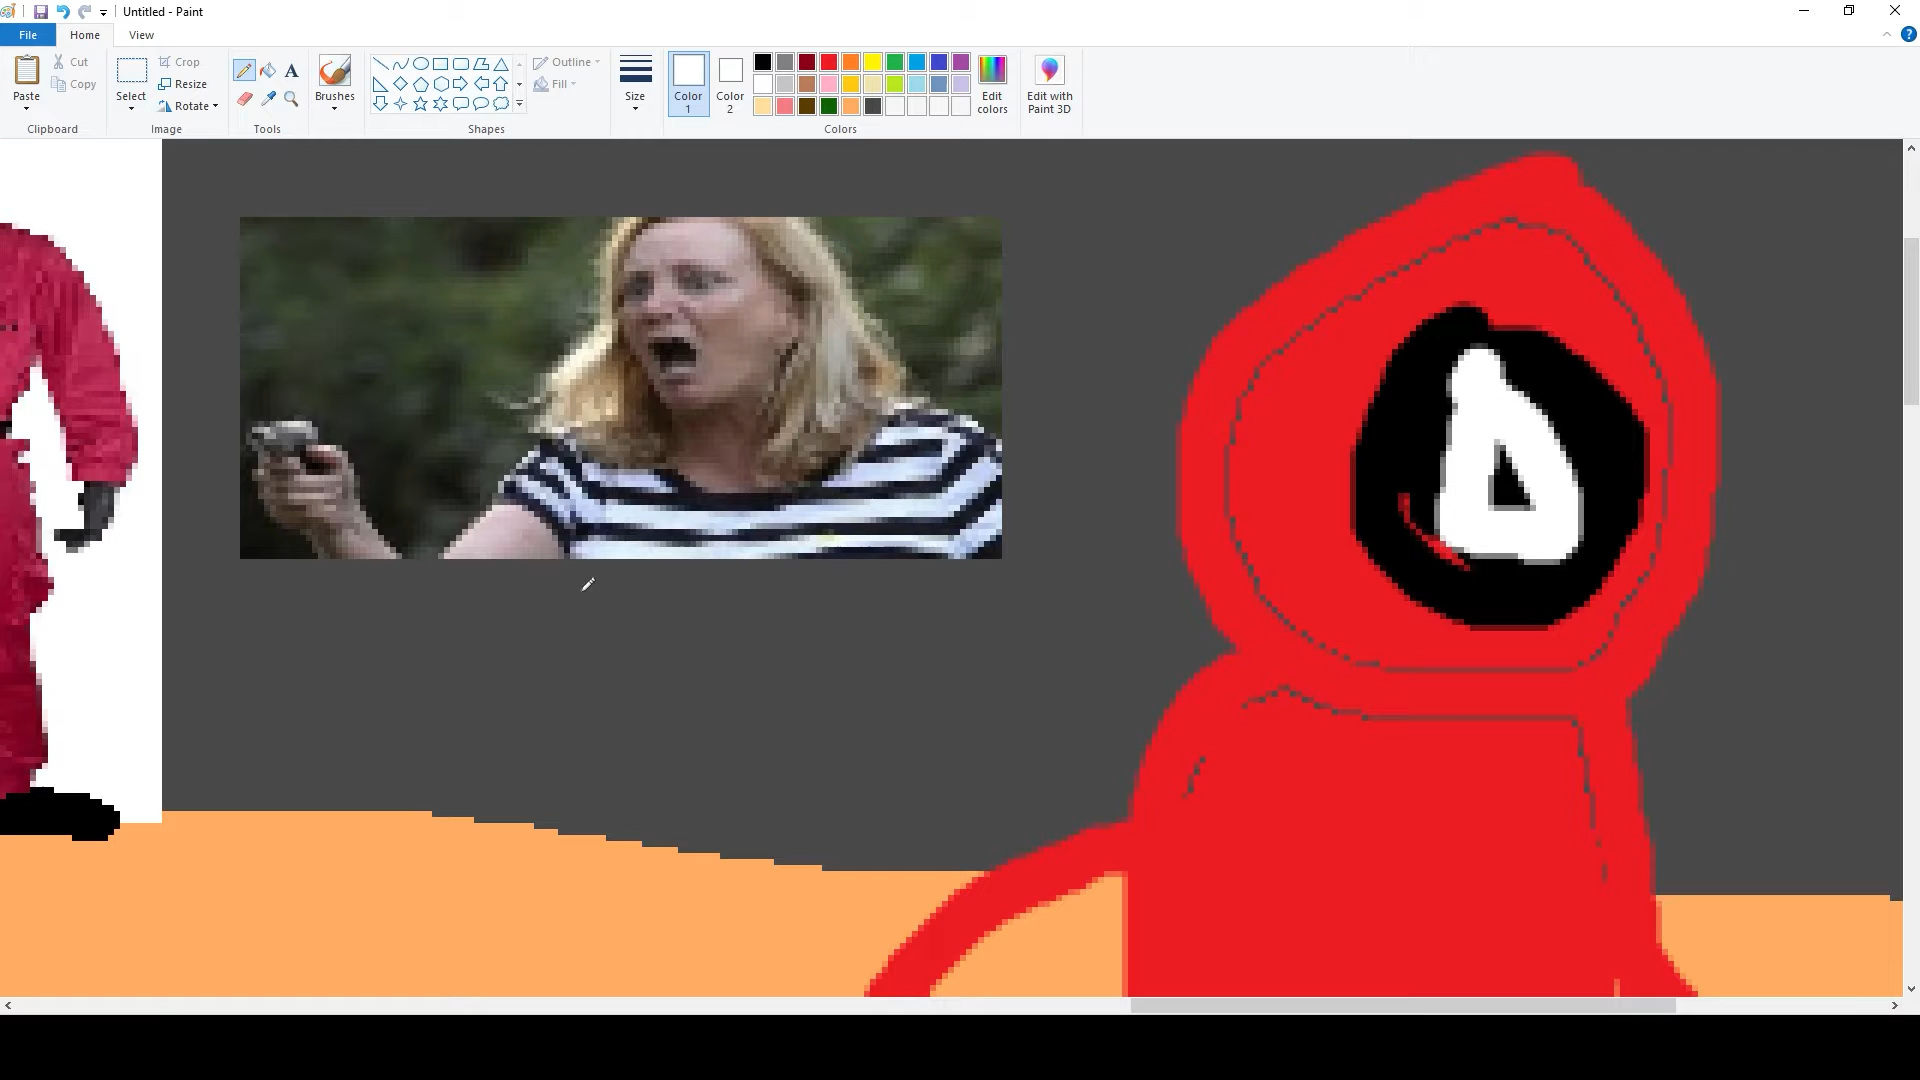 Untitled - Paint
File Home View
Paste Cut Copy Clipboard
Select Crop Resize Rotate Image
A Tools
Brushes
Outline Fill Shapes
Size
Color 1 Color 2 Edit colors Colors
Edit with Paint 3D
?